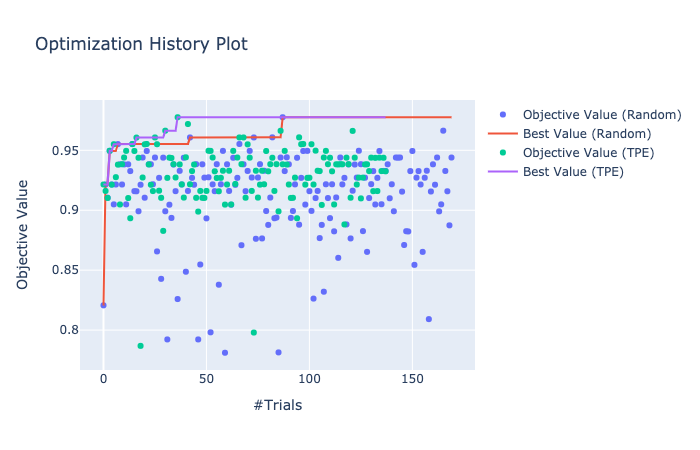 Optimization History Plot
Objective Value (Random)
Best Value (Random)
Objective Value (TPE)
Best Value (TPE)
Objective Value
0.95
0.9
0.85
0.8
0
50
100
150
#Trials